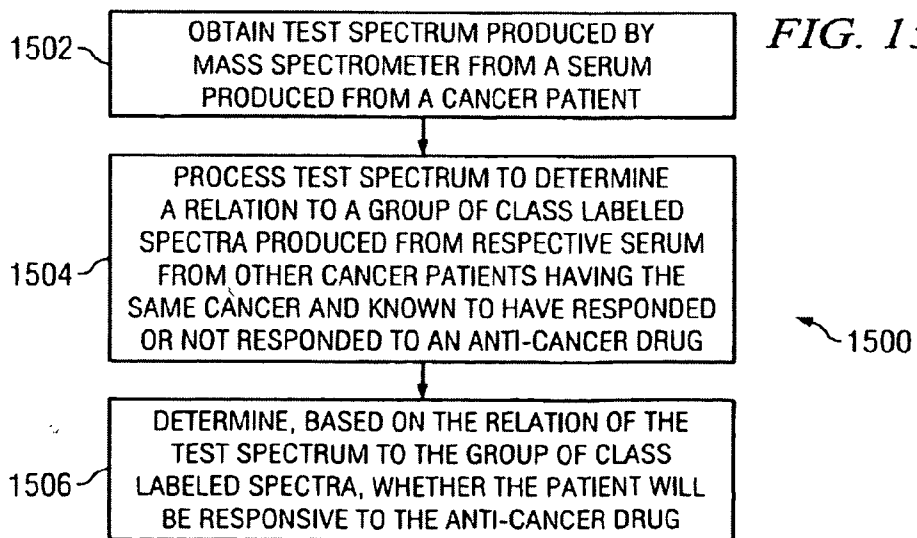 FIG. 15
1502
OBTAIN TEST SPECTRUM PRODUCED BY
MASS SPECTROMETER FROM A SERUM
PRODUCED FROM A CANCER PATIENT
1504
PROCESS TEST SPECTRUM TO DETERMINE
A RELATION TO A GROUP OF CLASS LABELED
SPECTRA PRODUCED FROM RESPECTIVE SERUM
FROM OTHER CANCER PATIENTS HAVING THE
SAME CANCER AND KNOWN TO HAVE RESPONDED
OR NOT RESPONDED TO AN ANTI-CANCER DRUG
1500
1506
DETERMINE, BASED ON THE RELATION OF THE
TEST SPECTRUM TO THE GROUP OF CLASS
LABELED SPECTRA, WHETHER THE PATIENT WILL
BE RESPONSIVE TO THE ANTI-CANCER DRUG